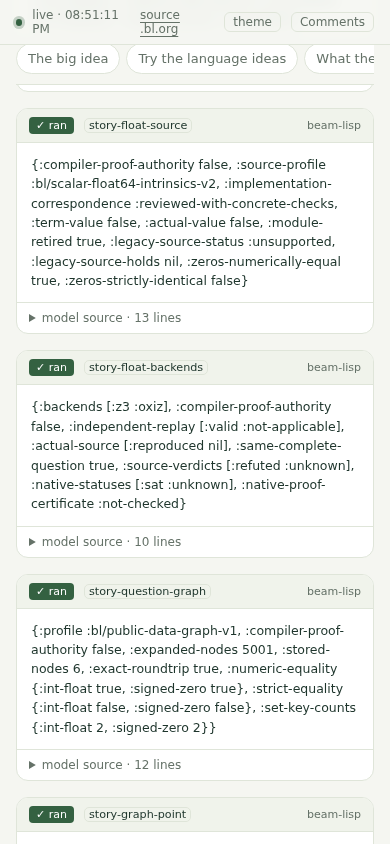 live · 08:51:11 PM
source .bl.org
theme
Comments
The big idea
Try the language ideas
What the
✓ ran
story-float-source
beam-lisp
{:compiler-proof-authority false, :source-profile
:bl/scalar-float64-intrinsics-v2, :implementation-
correspondence :reviewed-with-concrete-checks,
:term-value false, :actual-value false, :module-
retired true, :legacy-source-status :unsupported,
:legacy-source-holds nil, :zeros-numerically-equal
true, :zeros-strictly-identical false}
▶ model source · 13 lines
✓ ran
story-float-backends
beam-lisp
{:backends [:z3 :oxiz], :compiler-proof-authority
false, :independent-replay [:valid :not-applicable],
:actual-source [:reproduced nil], :same-complete-
question true, :source-verdicts [:refuted :unknown],
:native-statuses [:sat :unknown], :native-proof-
certificate :not-checked}
▶ model source · 10 lines
✓ ran
story-question-graph
beam-lisp
{:profile :bl/public-data-graph-v1, :compiler-proof-
authority false, :expanded-nodes 5001, :stored-
nodes 6, :exact-roundtrip true, :numeric-equality
{:int-float true, :signed-zero true}, :strict-equality
{:int-float false, :signed-zero false}, :set-key-counts
{:int-float 2, :signed-zero 2}}
▶ model source · 12 lines
✓ ran
story-graph-point
beam-lisp